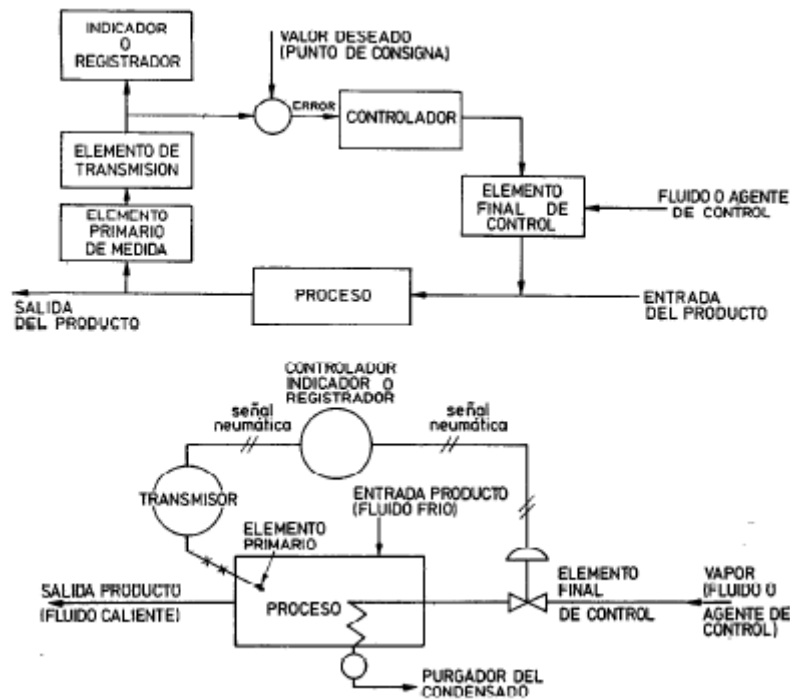 INDICADOR
O
REGISTRADOR
VALOR DESEADO
(PUNTO DE CONSIGNA)
ERROR
CONTROLADOR
ELEMENTO DE
TRANSMISION
ELEMENTO
FINAL DE
CONTROL
FLUIDO O AGENTE
DE CONTROL
ELEMENTO
PRIMARIO
DE MEDIDA
PROCESO
SALIDA
DEL PRODUCTO
ENTRADA
DEL PRODUCTO
CONTROLADOR
INDICADOR O
REGISTRADOR
señal
neumática
señal
neumática
TRANSMISOR
ENTRADA PRODUCTO
(FLUIDO FRIO)
ELEMENTO
PRIMARIO
SALIDA PRODUCTO
(FLUIDO CALIENTE)
PROCESO
ELEMENTO
FINAL
DE CONTROL
VAPOR
(FLUIDO O
AGENTE DE
CONTROL)
PURGADOR DEL
CONDENSADO